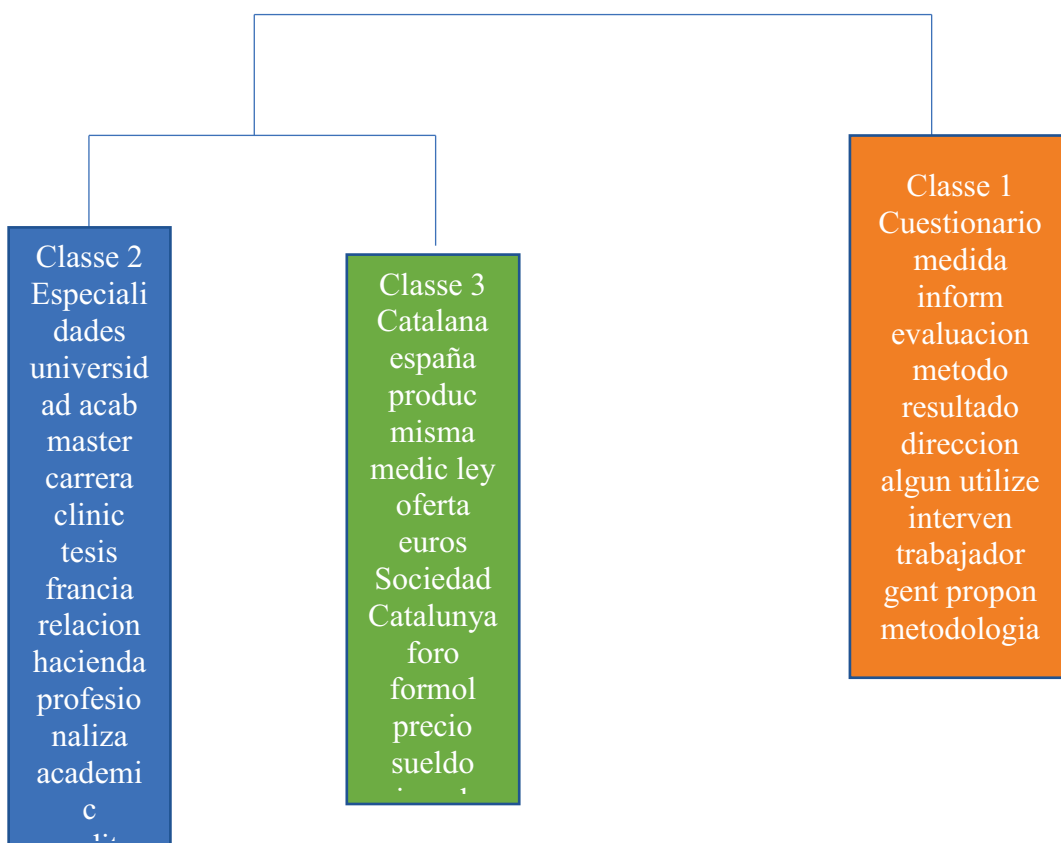 Classe 2
Especiali
dades
universid
ad acab
master
carrera
clinic
tesis
francia
relacion
hacienda
profesio
naliza
academi
c
Classe 3
Catalana
españa
produc
misma
medic ley
oferta
euros
Sociedad
Catalunya
foro
formol
precio
sueldo
Classe 1
Cuestionario
medida
inform
evaluacion
metodo
resultado
direccion
algun utilize
interven
trabajador
gent propon
metodologia